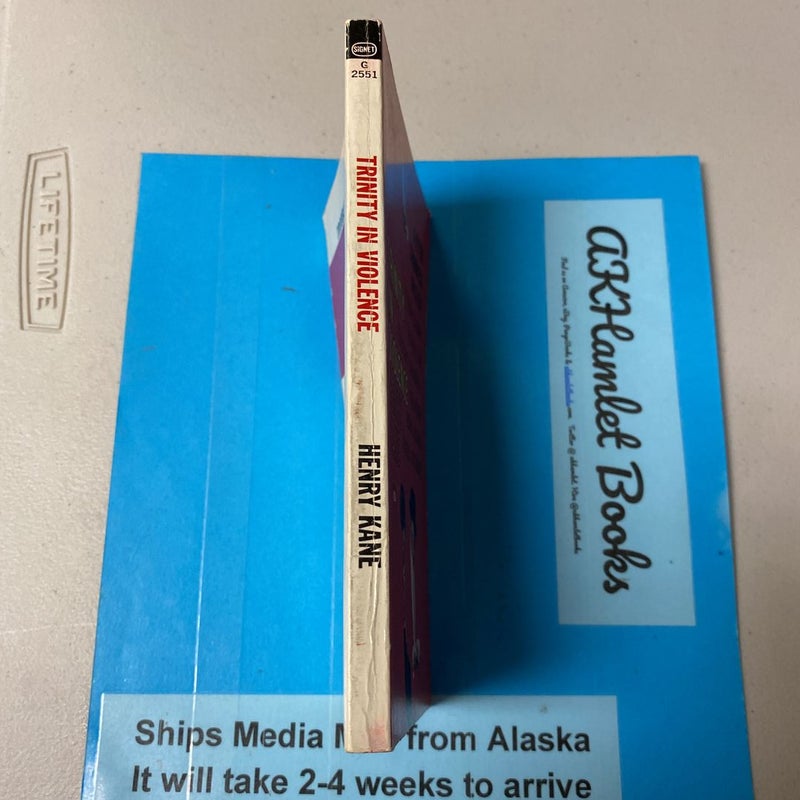 SIGNET
G
2551
TRINITY IN VIOLENCE
HENRY KANE
LIFETIME
AKHamlet Books
Ships Media from Alaska
It will take 2-4 weeks to arrive